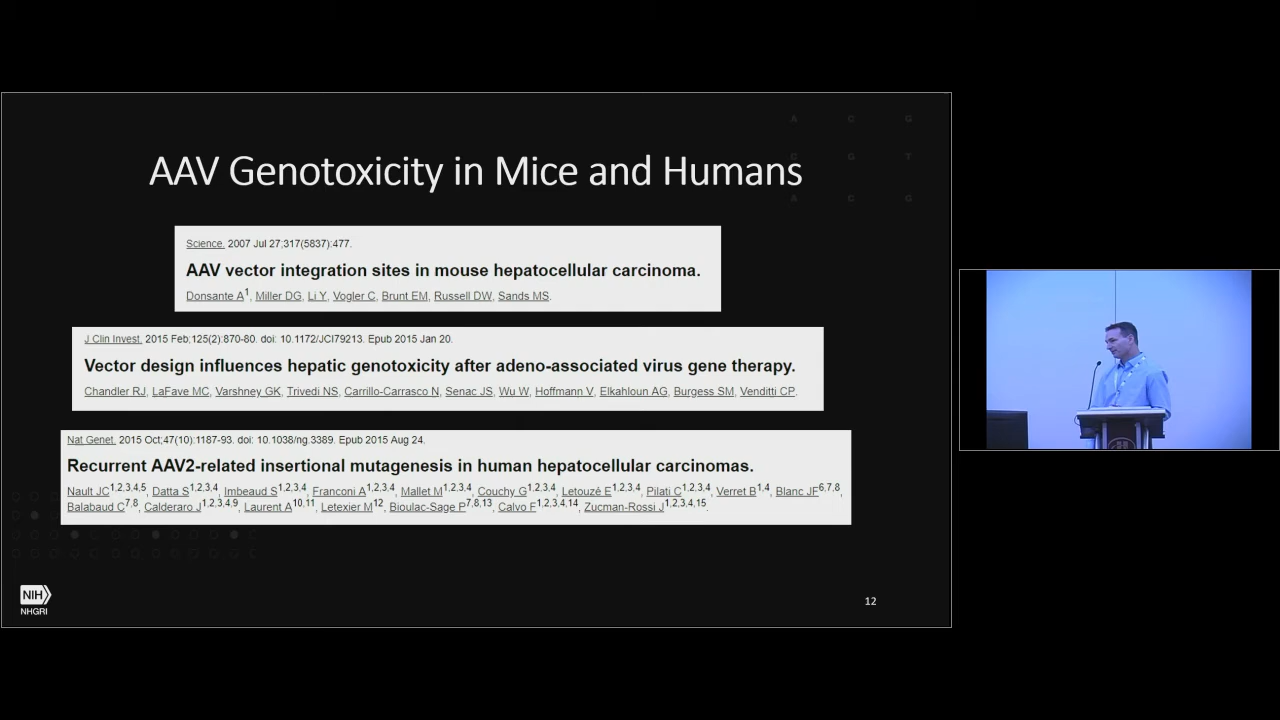 A C G
C G T
A C G
AAV Genotoxicity in Mice and Humans
Science. 2007 Jul 27;317(5837):477.
AAV vector integration sites in mouse hepatocellular carcinoma.
Donsante A1, Miller DG, Li Y, Vogler C, Brunt EM, Russell DW, Sands MS.
J Clin Invest. 2015 Feb;125(2):870-80. doi: 10.1172/JCI79213. Epub 2015 Jan 20.
Vector design influences hepatic genotoxicity after adeno-associated virus gene therapy.
Chandler RJ, LaFave MC, Varshney GK, Trivedi NS, Carrillo-Carrasco N, Senac JS, Wu W, Hoffmann V, Elkahloun AG, Burgess SM, Venditti CP.
Nat Genet. 2015 Oct;47(10):1187-93. doi: 10.1038/ng.3389. Epub 2015 Aug 24.
Recurrent AAV2-related insertional mutagenesis in human hepatocellular carcinomas.
Nault JC1,2,3,4,5, Datta S1,2,3,4, Imbeaud S1,2,3,4, Franconi A1,2,3,4, Mallet M1,2,3,4, Couchy G1,2,3,4, Letouzé E1,2,3,4, Pilati C1,2,3,4, Verret B1,4, Blanc JF6,7,8,
Balabaud C7,8, Calderaro J1,2,3,4,9, Laurent A10,11, Letexier M12, Bioulac-Sage P7,8,13, Calvo F1,2,3,4,14, Zucman-Rossi J1,2,3,4,15.
NIH
NHGRI
12